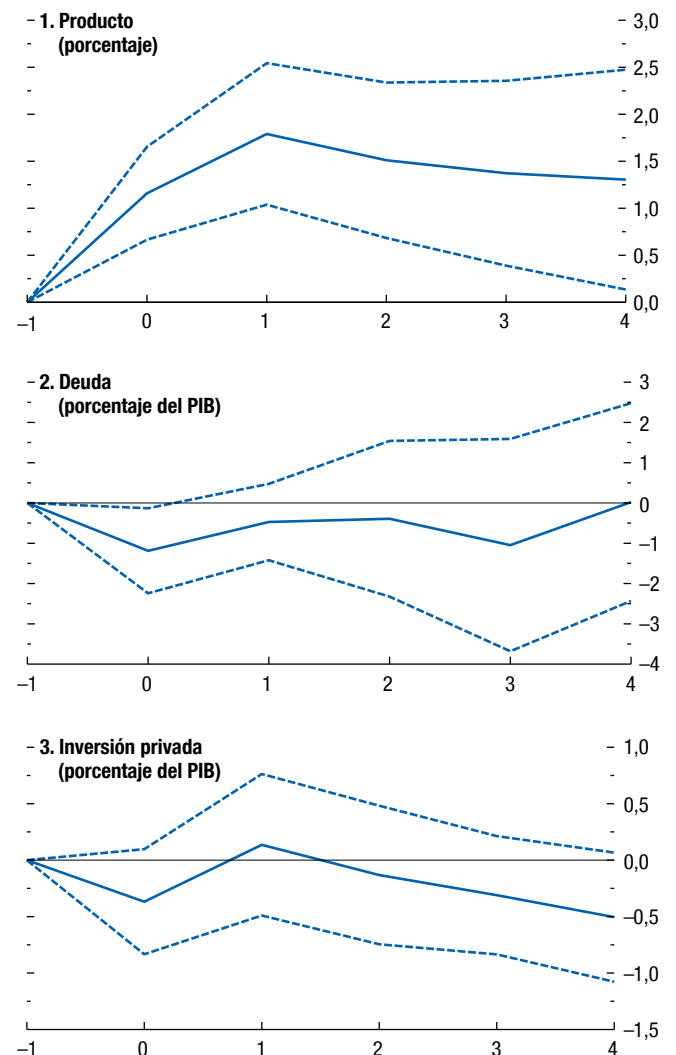 1. Producto
(porcentaje)
3,0
2,5
2,0
1,5
1,0
0,5
0,0
–1 0 1 2 3 4
2. Deuda
(porcentaje del PIB)
3
2
1
0
–1
–2
–3
–4
–1 0 1 2 3 4
3. Inversión privada
(porcentaje del PIB)
1,0
0,5
0,0
–0,5
–1,0
–1,5
–1 0 1 2 3 4